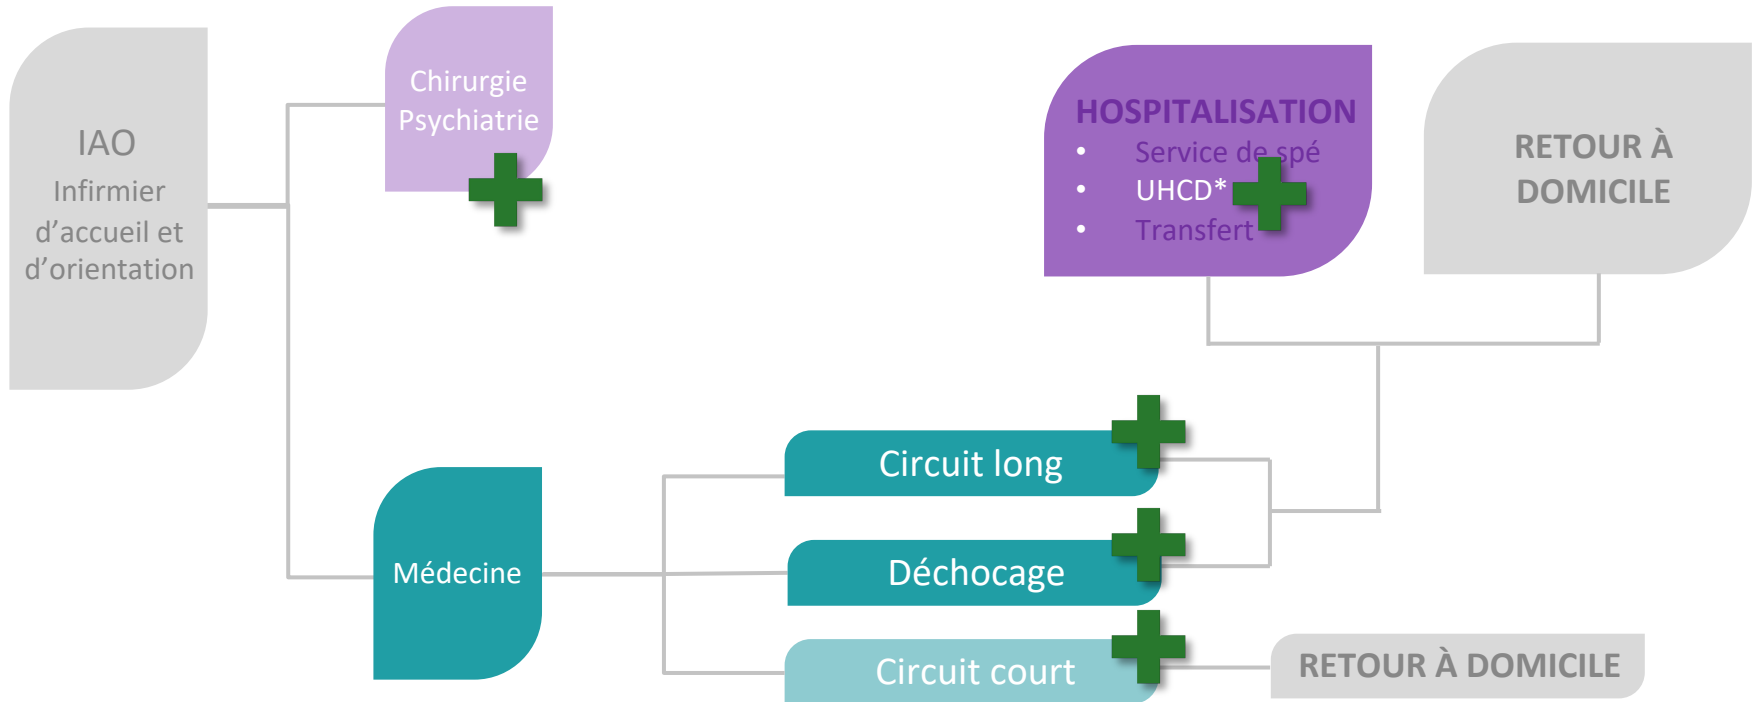 IAO
Infirmier
d’accueil et
d’orientation
Chirurgie
Psychiatrie
HOSPITALISATION
• Service de spé
• UHCD*
• Transfert
RETOUR À
DOMICILE
Médecine
Circuit long
Déchocage
Circuit court
RETOUR À DOMICILE